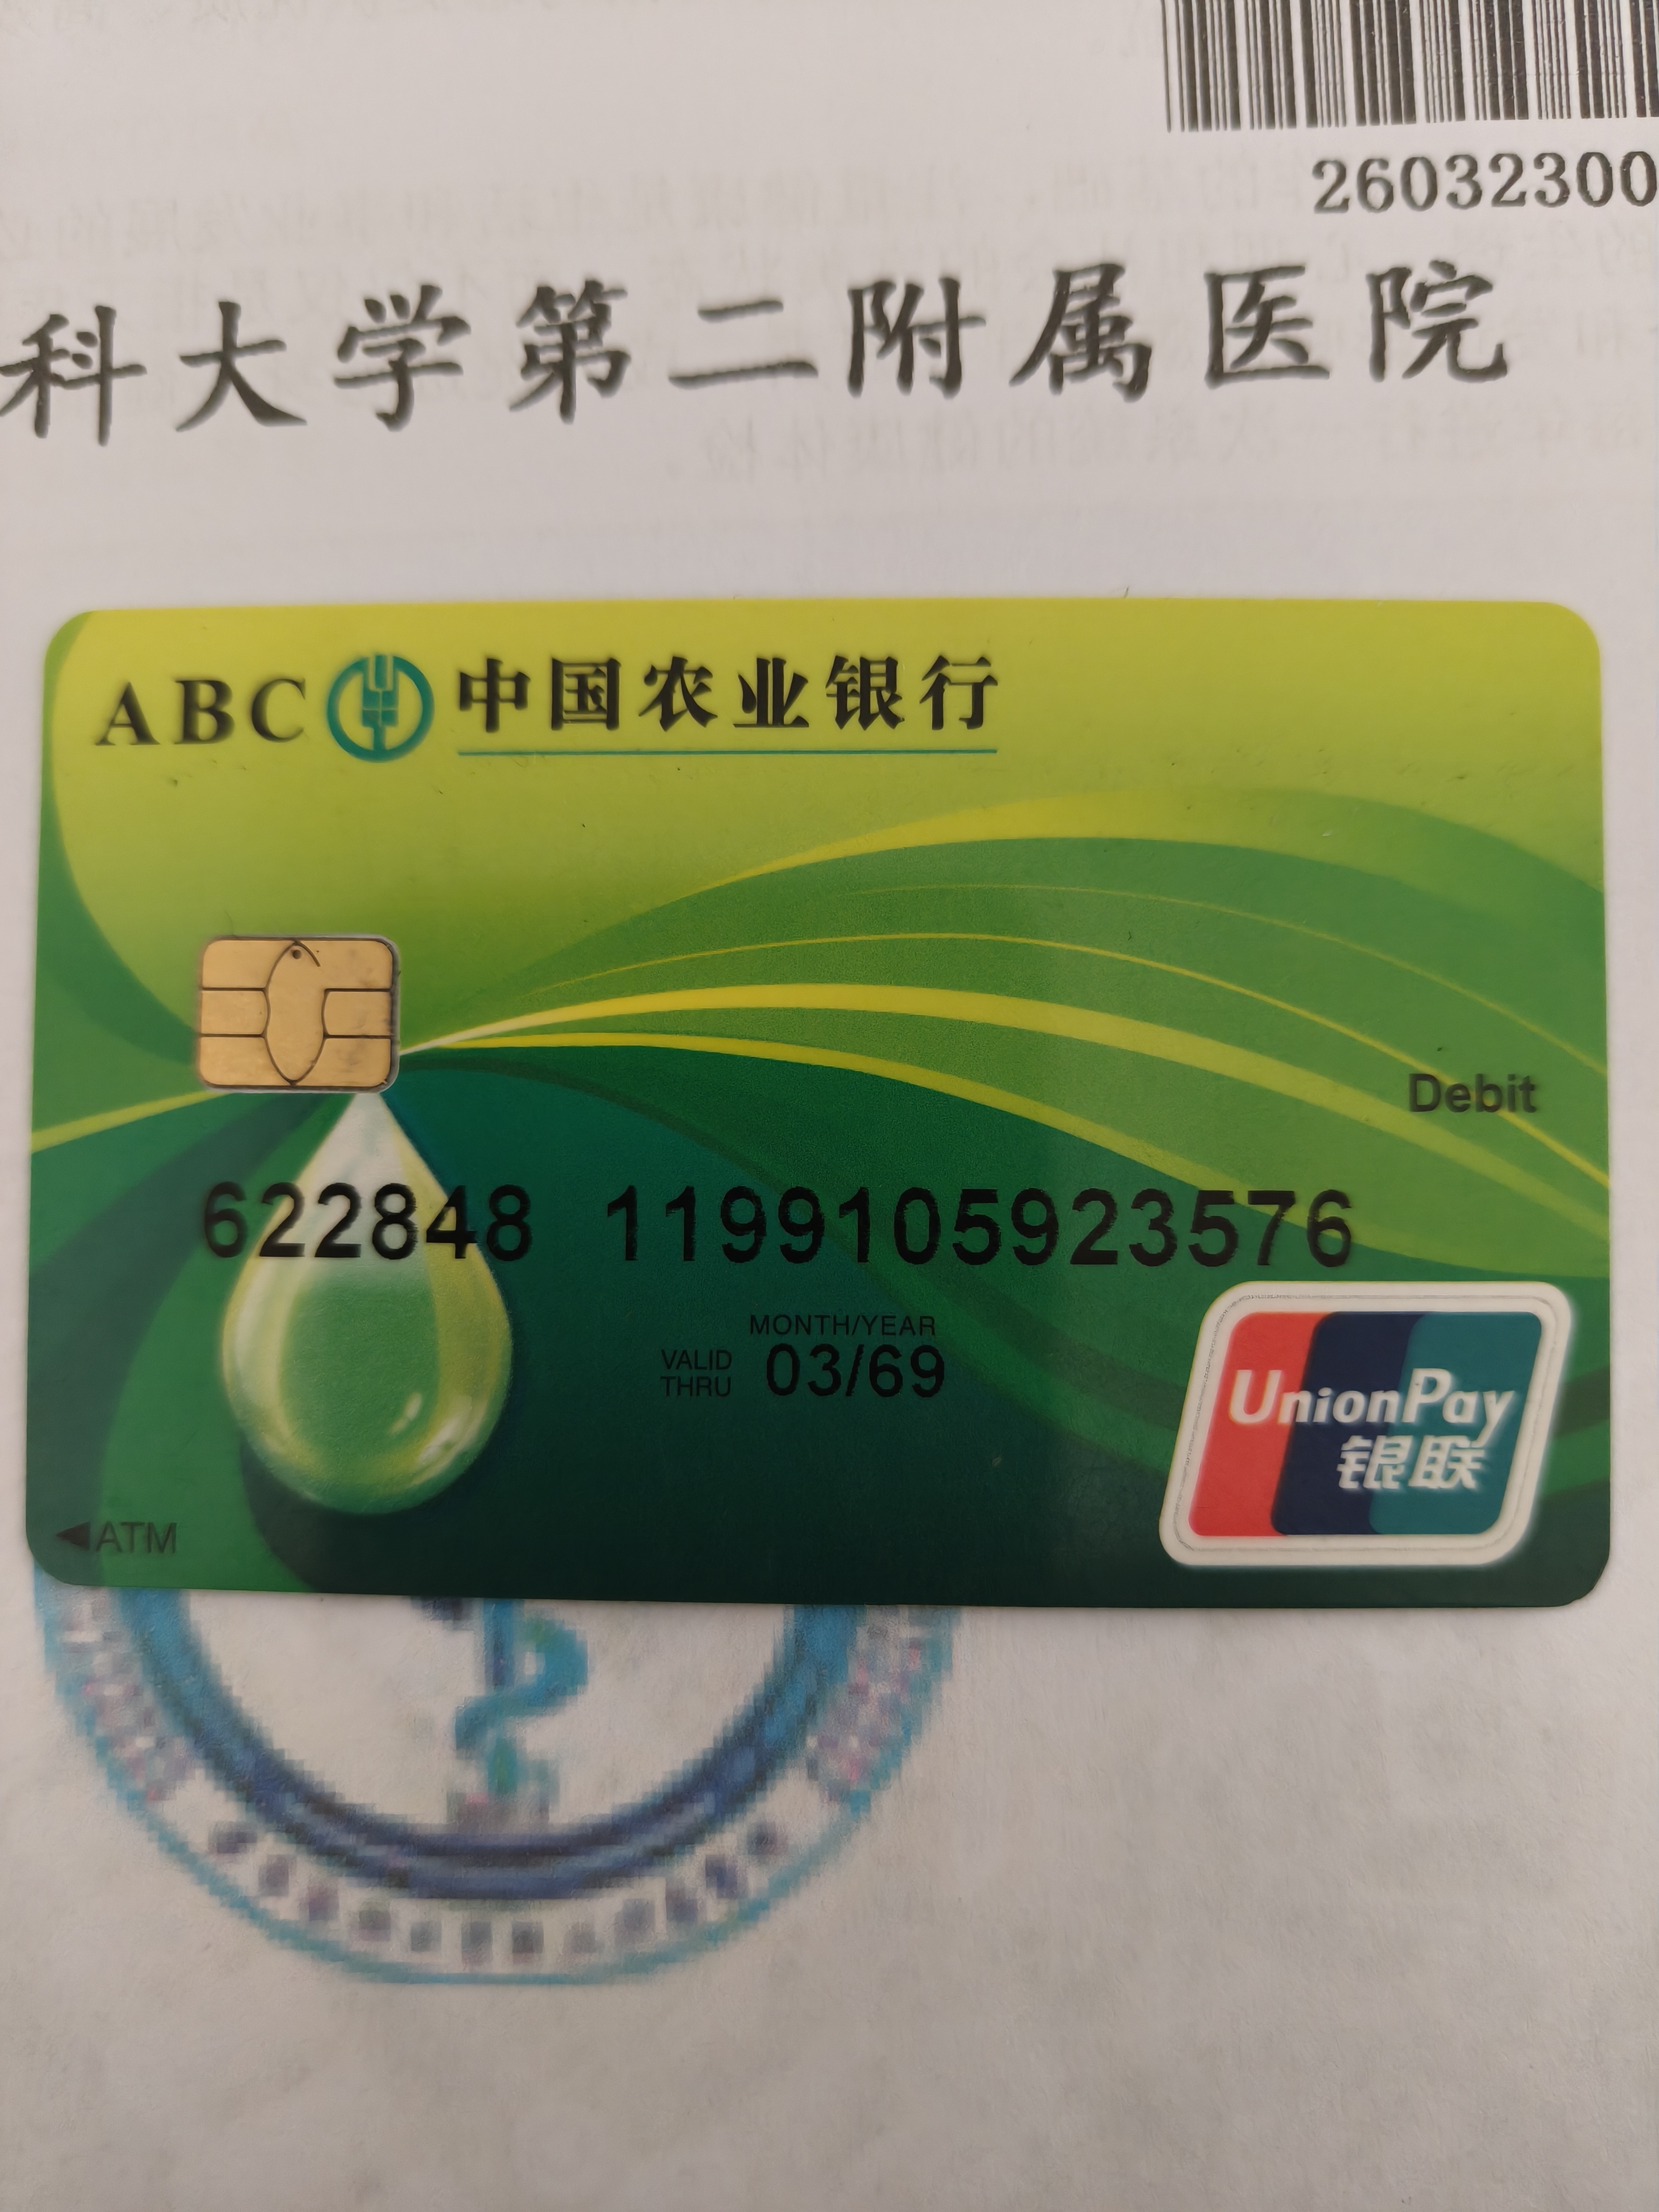 26032300
科大学第二附属医院
ABC 中国农业银行
Debit
622848 1199105923576
MONTH/YEAR
VALID THRU 03/69
UnionPay
银联
ATM